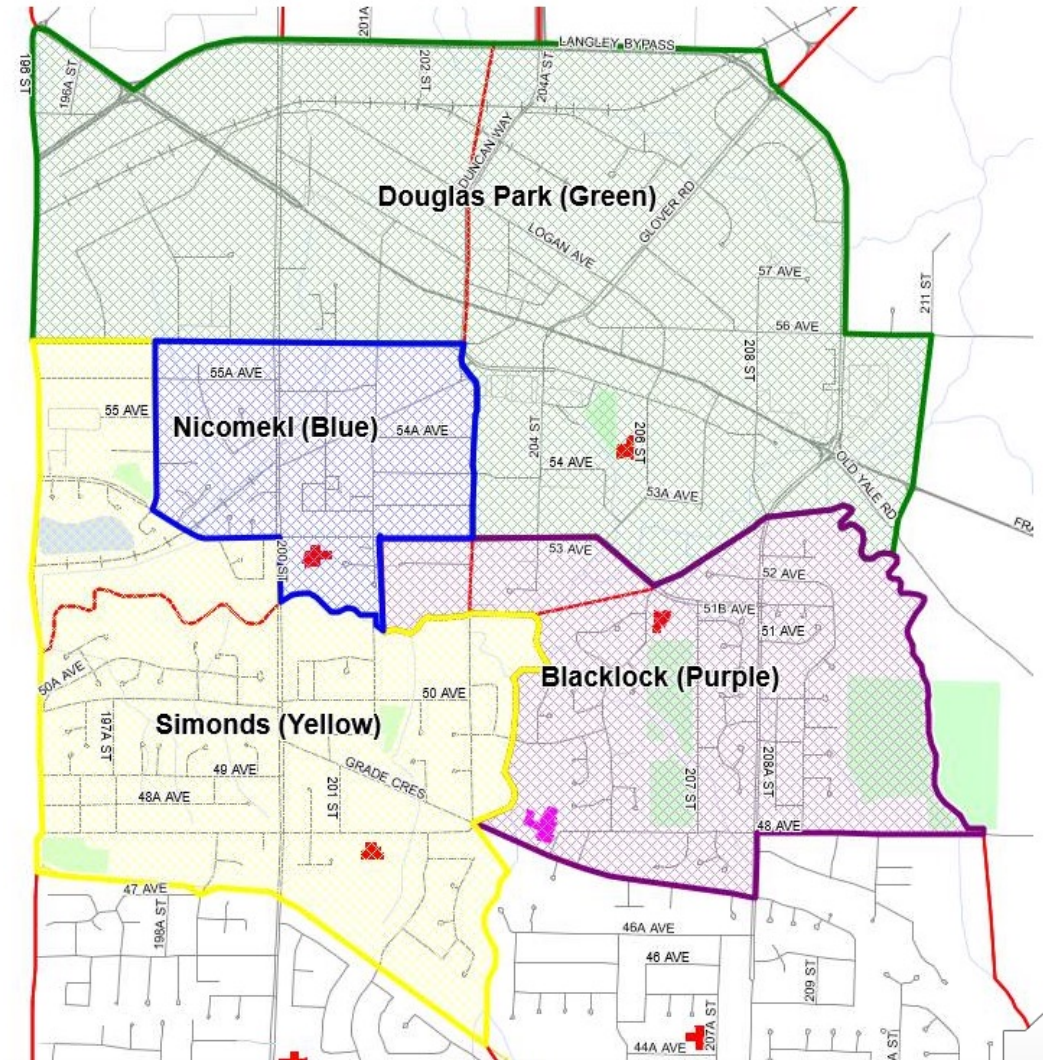 201A
LANGLEY BYPASS
198 ST
196A ST
202 ST
204A ST
DUNCAN WAY
Douglas Park (Green)
GLOVER RD
LOGAN AVE
57 AVE
211 ST
56 AVE
208 ST
55A AVE
55 AVE
Nicomekl (Blue)
54A AVE
204 ST
206 ST
54 AVE
OLD YALE RD
53A AVE
FRA
200 ST
53 AVE
52 AVE
51B AVE
51 AVE
50A AVE
Blacklock (Purple)
50 AVE
Simonds (Yellow)
197A ST
49 AVE
GRADE CRES
201 ST
207 ST
208A ST
48A AVE
48 AVE
47 AVE
198A ST
46A AVE
46 AVE
209 ST
207A ST
44A AVE
A ST